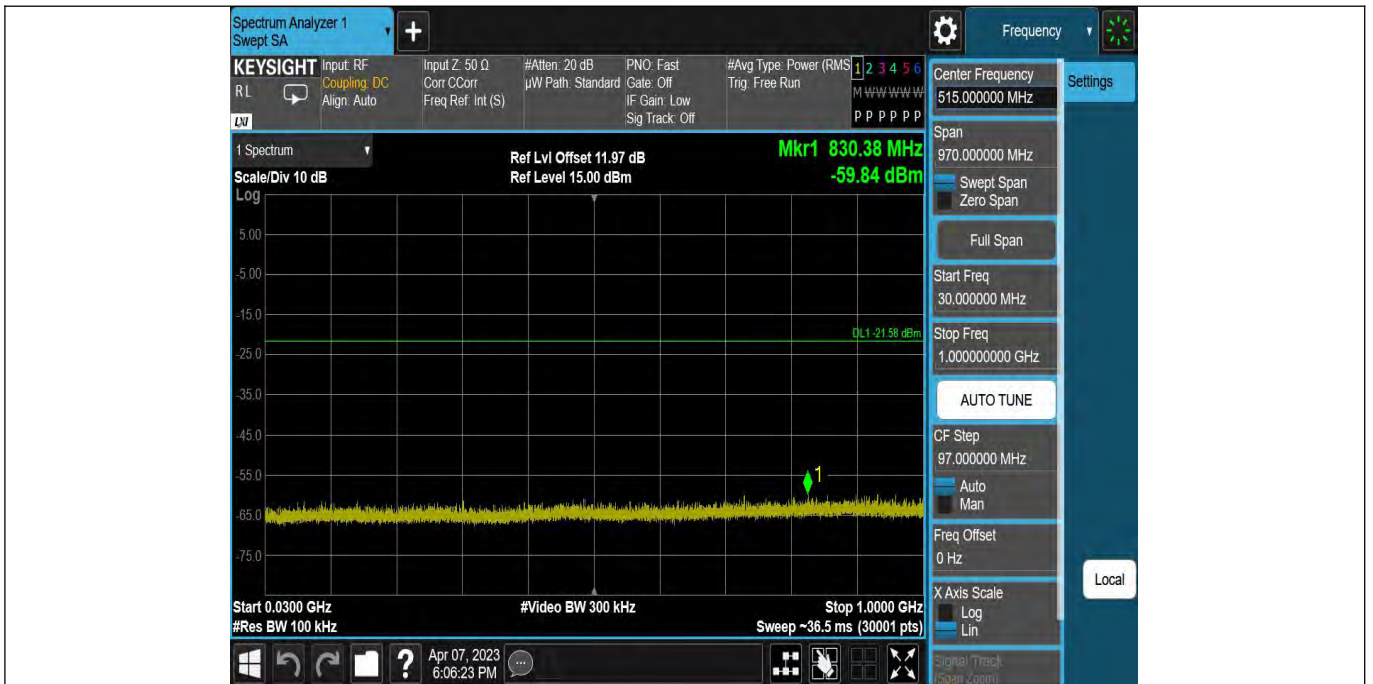 Spectrum Analyzer 1
Swept SA
+
Frequency
KEYSIGHT
RL
LXI
Input: RF
Coupling: DC
Align: Auto
Input Z: 50 Ω
Corr CCorr
Freq Ref: Int (S)
#Atten: 20 dB
µW Path: Standard
PNO: Fast
Gate: Off
IF Gain: Low
Sig Track: Off
#Avg Type: Power (RMS
Trig: Free Run
1 2 3 4 5 6
M W W W W W
P P P P P P
1 Spectrum
Scale/Div 10 dB
Log
Ref Lvl Offset 11.97 dB
Ref Level 15.00 dBm
Mkr1 830.38 MHz
-59.84 dBm
5.00
-5.00
-15.0
DL1 -21.58 dBm
-25.0
-35.0
-45.0
-55.0
1
-65.0
-75.0
Start 0.0300 GHz
#Res BW 100 kHz
#Video BW 300 kHz
Stop 1.0000 GHz
Sweep ~36.5 ms (30001 pts)
Center Frequency
515.000000 MHz
Span
970.000000 MHz
Swept Span
Zero Span
Full Span
Start Freq
30.000000 MHz
Stop Freq
1.000000000 GHz
AUTO TUNE
CF Step
97.000000 MHz
Auto
Man
Freq Offset
0 Hz
X Axis Scale
Log
Lin
Signal Track
(Span Zoom)
Settings
Local
?
Apr 07, 2023
6:06:23 PM